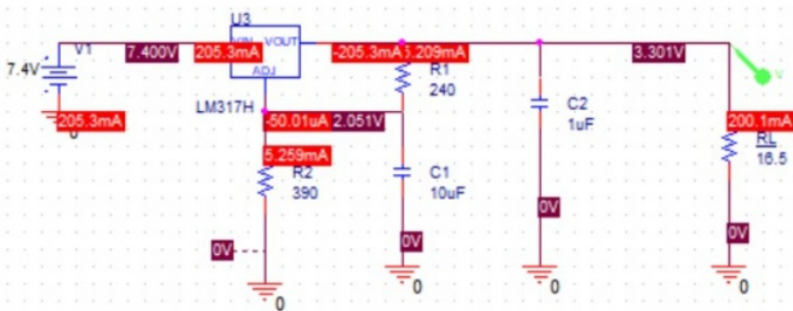 U3
V1
7.400V
205.3mA
VIN VOUT
-205.3mA
5.209mA
3.301V
7.4V
ADJ
R1
240
V
205.3mA
0
LM317H
-50.01uA
2.051V
C2
1uF
200.1mA
5.259mA
RL
16.5
R2
390
C1
10uF
0V
0V
0V
0V
0
0
0
0